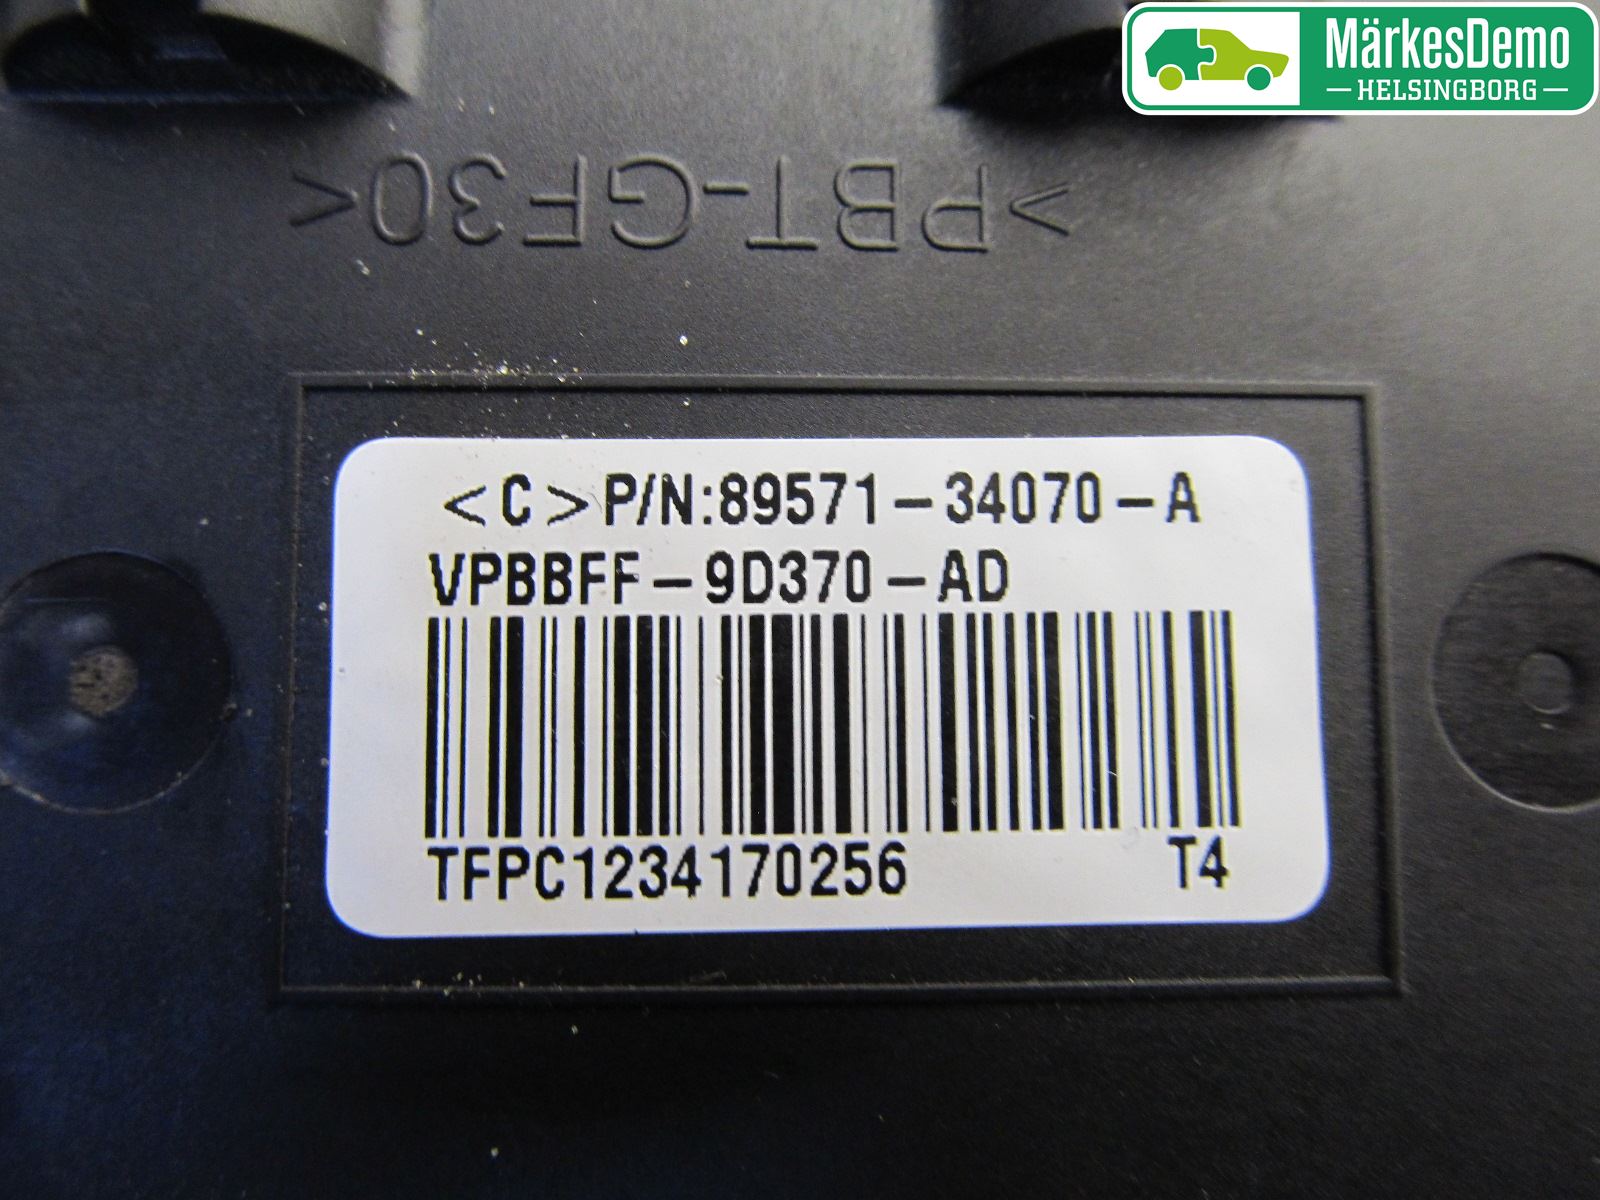 MärkesDemo
HELSINGBORG
>PBT-GF30<
<C>P/N:89571-34070-A
VPBBFF-9D370-AD
TFPC1234170256 T4